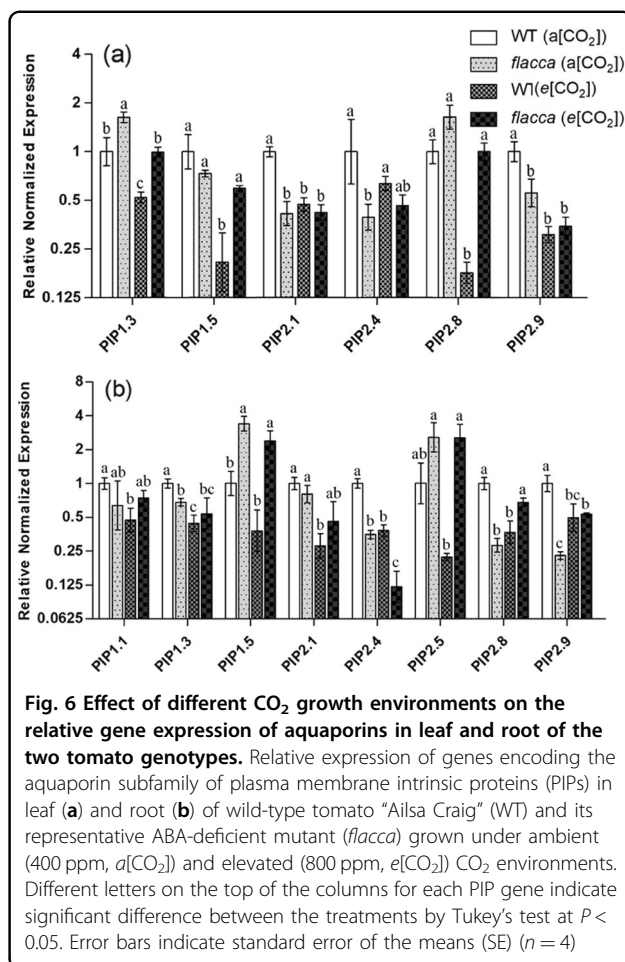 (a)
WT (a[CO₂])
flacca (a[CO₂])
WT(e[CO₂])
flacca (e[CO₂])
Relative Normalized Expression
4
2
1
0.5
0.25
0.125
b a c b
a a b a
a b b b
a b a ab
a a b a
a b b b
PIP1.3
PIP1.5
PIP2.1
PIP2.4
PIP2.8
PIP2.9
(b)
Relative Normalized Expression
8
4
2
1
0.5
0.25
0.125
0.0625
a ab b ab
a b c bc
b a b a
a a b ab
a b b c
ab a b a
a b b a
a c bc b
PIP1.1
PIP1.3
PIP1.5
PIP2.1
PIP2.4
PIP2.5
PIP2.8
PIP2.9
Fig. 6 Effect of different CO₂ growth environments on the
relative gene expression of aquaporins in leaf and root of the
two tomato genotypes. Relative expression of genes encoding the
aquaporin subfamily of plasma membrane intrinsic proteins (PIPs) in
leaf (a) and root (b) of wild-type tomato “Ailsa Craig” (WT) and its
representative ABA-deficient mutant (flacca) grown under ambient
(400 ppm, a[CO₂]) and elevated (800 ppm, e[CO₂]) CO₂ environments.
Different letters on the top of the columns for each PIP gene indicate
significant difference between the treatments by Tukey’s test at P <
0.05. Error bars indicate standard error of the means (SE) (n = 4)